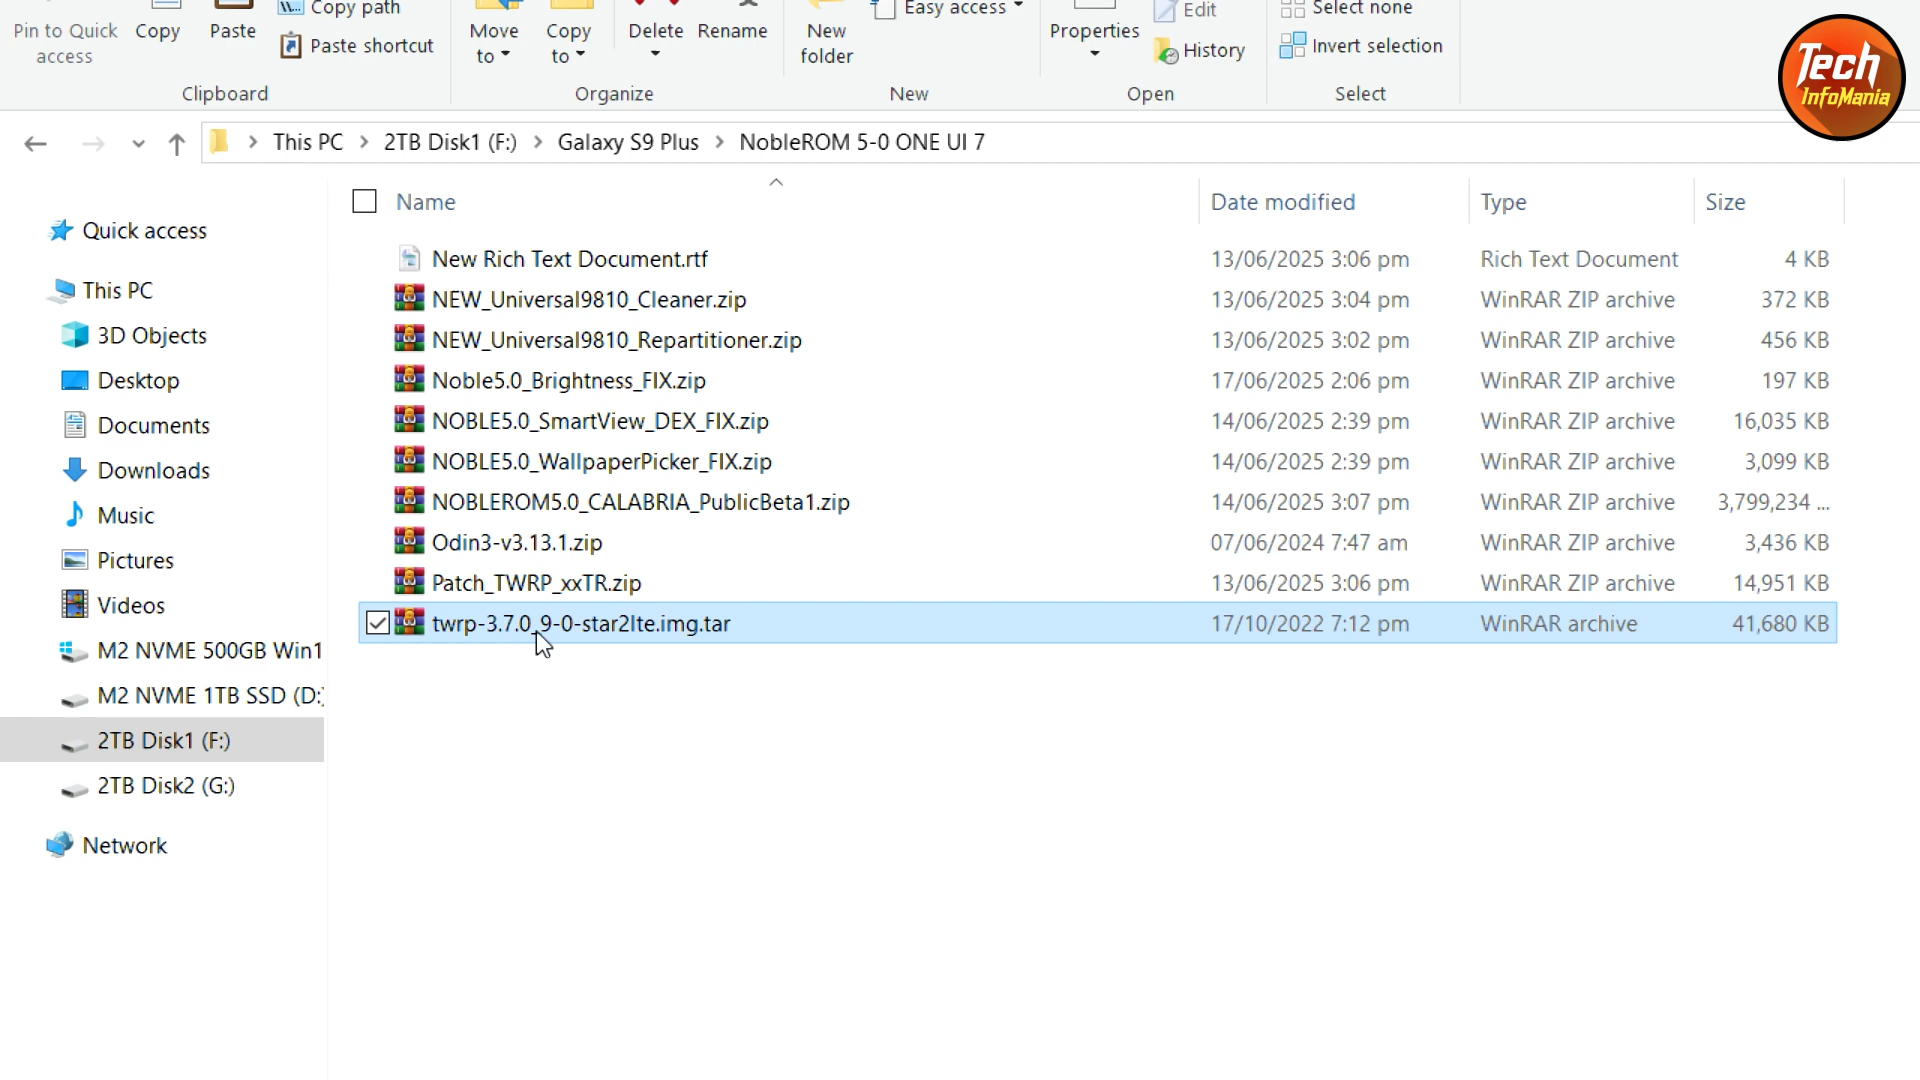 Pin to Quick access
Copy
Paste
Copy path
Paste shortcut
Move to
Copy to
Delete
Rename
New folder
Easy access
Properties
Edit
History
Select none
Invert selection
Clipboard
Organize
New
Open
Select
Tech
InfoMania
This PC
2TB Disk1 (F:)
Galaxy S9 Plus
NobleROM 5-0 ONE UI 7
Name Date modified Type Size
New Rich Text Document.rtf 13/06/2025 3:06 pm Rich Text Document 4 KB
NEW_Universal9810_Cleaner.zip 13/06/2025 3:04 pm WinRAR ZIP archive 372 KB
NEW_Universal9810_Repartitioner.zip 13/06/2025 3:02 pm WinRAR ZIP archive 456 KB
Noble5.0_Brightness_FIX.zip 17/06/2025 2:06 pm WinRAR ZIP archive 197 KB
NOBLE5.0_SmartView_DEX_FIX.zip 14/06/2025 2:39 pm WinRAR ZIP archive 16,035 KB
NOBLE5.0_WallpaperPicker_FIX.zip 14/06/2025 2:39 pm WinRAR ZIP archive 3,099 KB
NOBLEROM5.0_CALABRIA_PublicBeta1.zip 14/06/2025 3:07 pm WinRAR ZIP archive 3,799,234 ...
Odin3-v3.13.1.zip 07/06/2024 7:47 am WinRAR ZIP archive 3,436 KB
Patch_TWRP_xxTR.zip 13/06/2025 3:06 pm WinRAR ZIP archive 14,951 KB
twrp-3.7.0_9-0-star2lte.img.tar 17/10/2022 7:12 pm WinRAR archive 41,680 KB
Quick access
This PC
3D Objects
Desktop
Documents
Downloads
Music
Pictures
Videos
M2 NVME 500GB Win1
M2 NVME 1TB SSD (D:)
2TB Disk1 (F:)
2TB Disk2 (G:)
Network